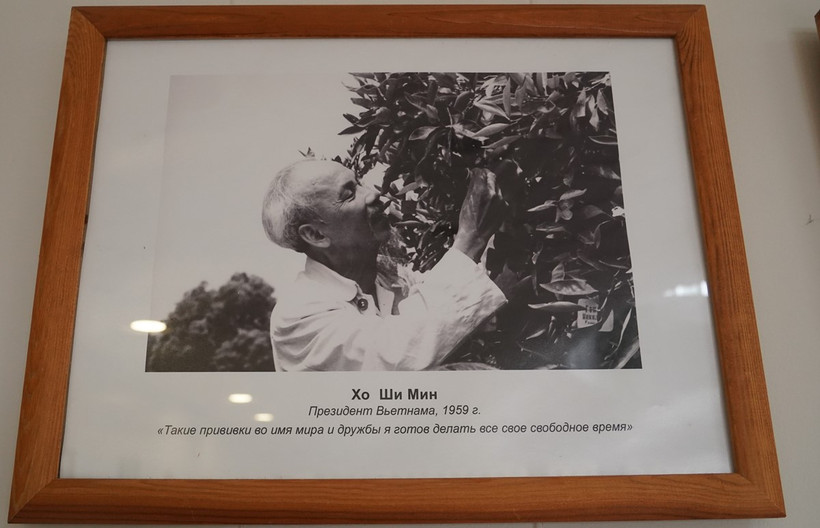 Хо Ши Мин
Президент Вьетнама, 1959 г.
«Такие прививки во имя мира и дружбы я готов делать все свое свободное время»